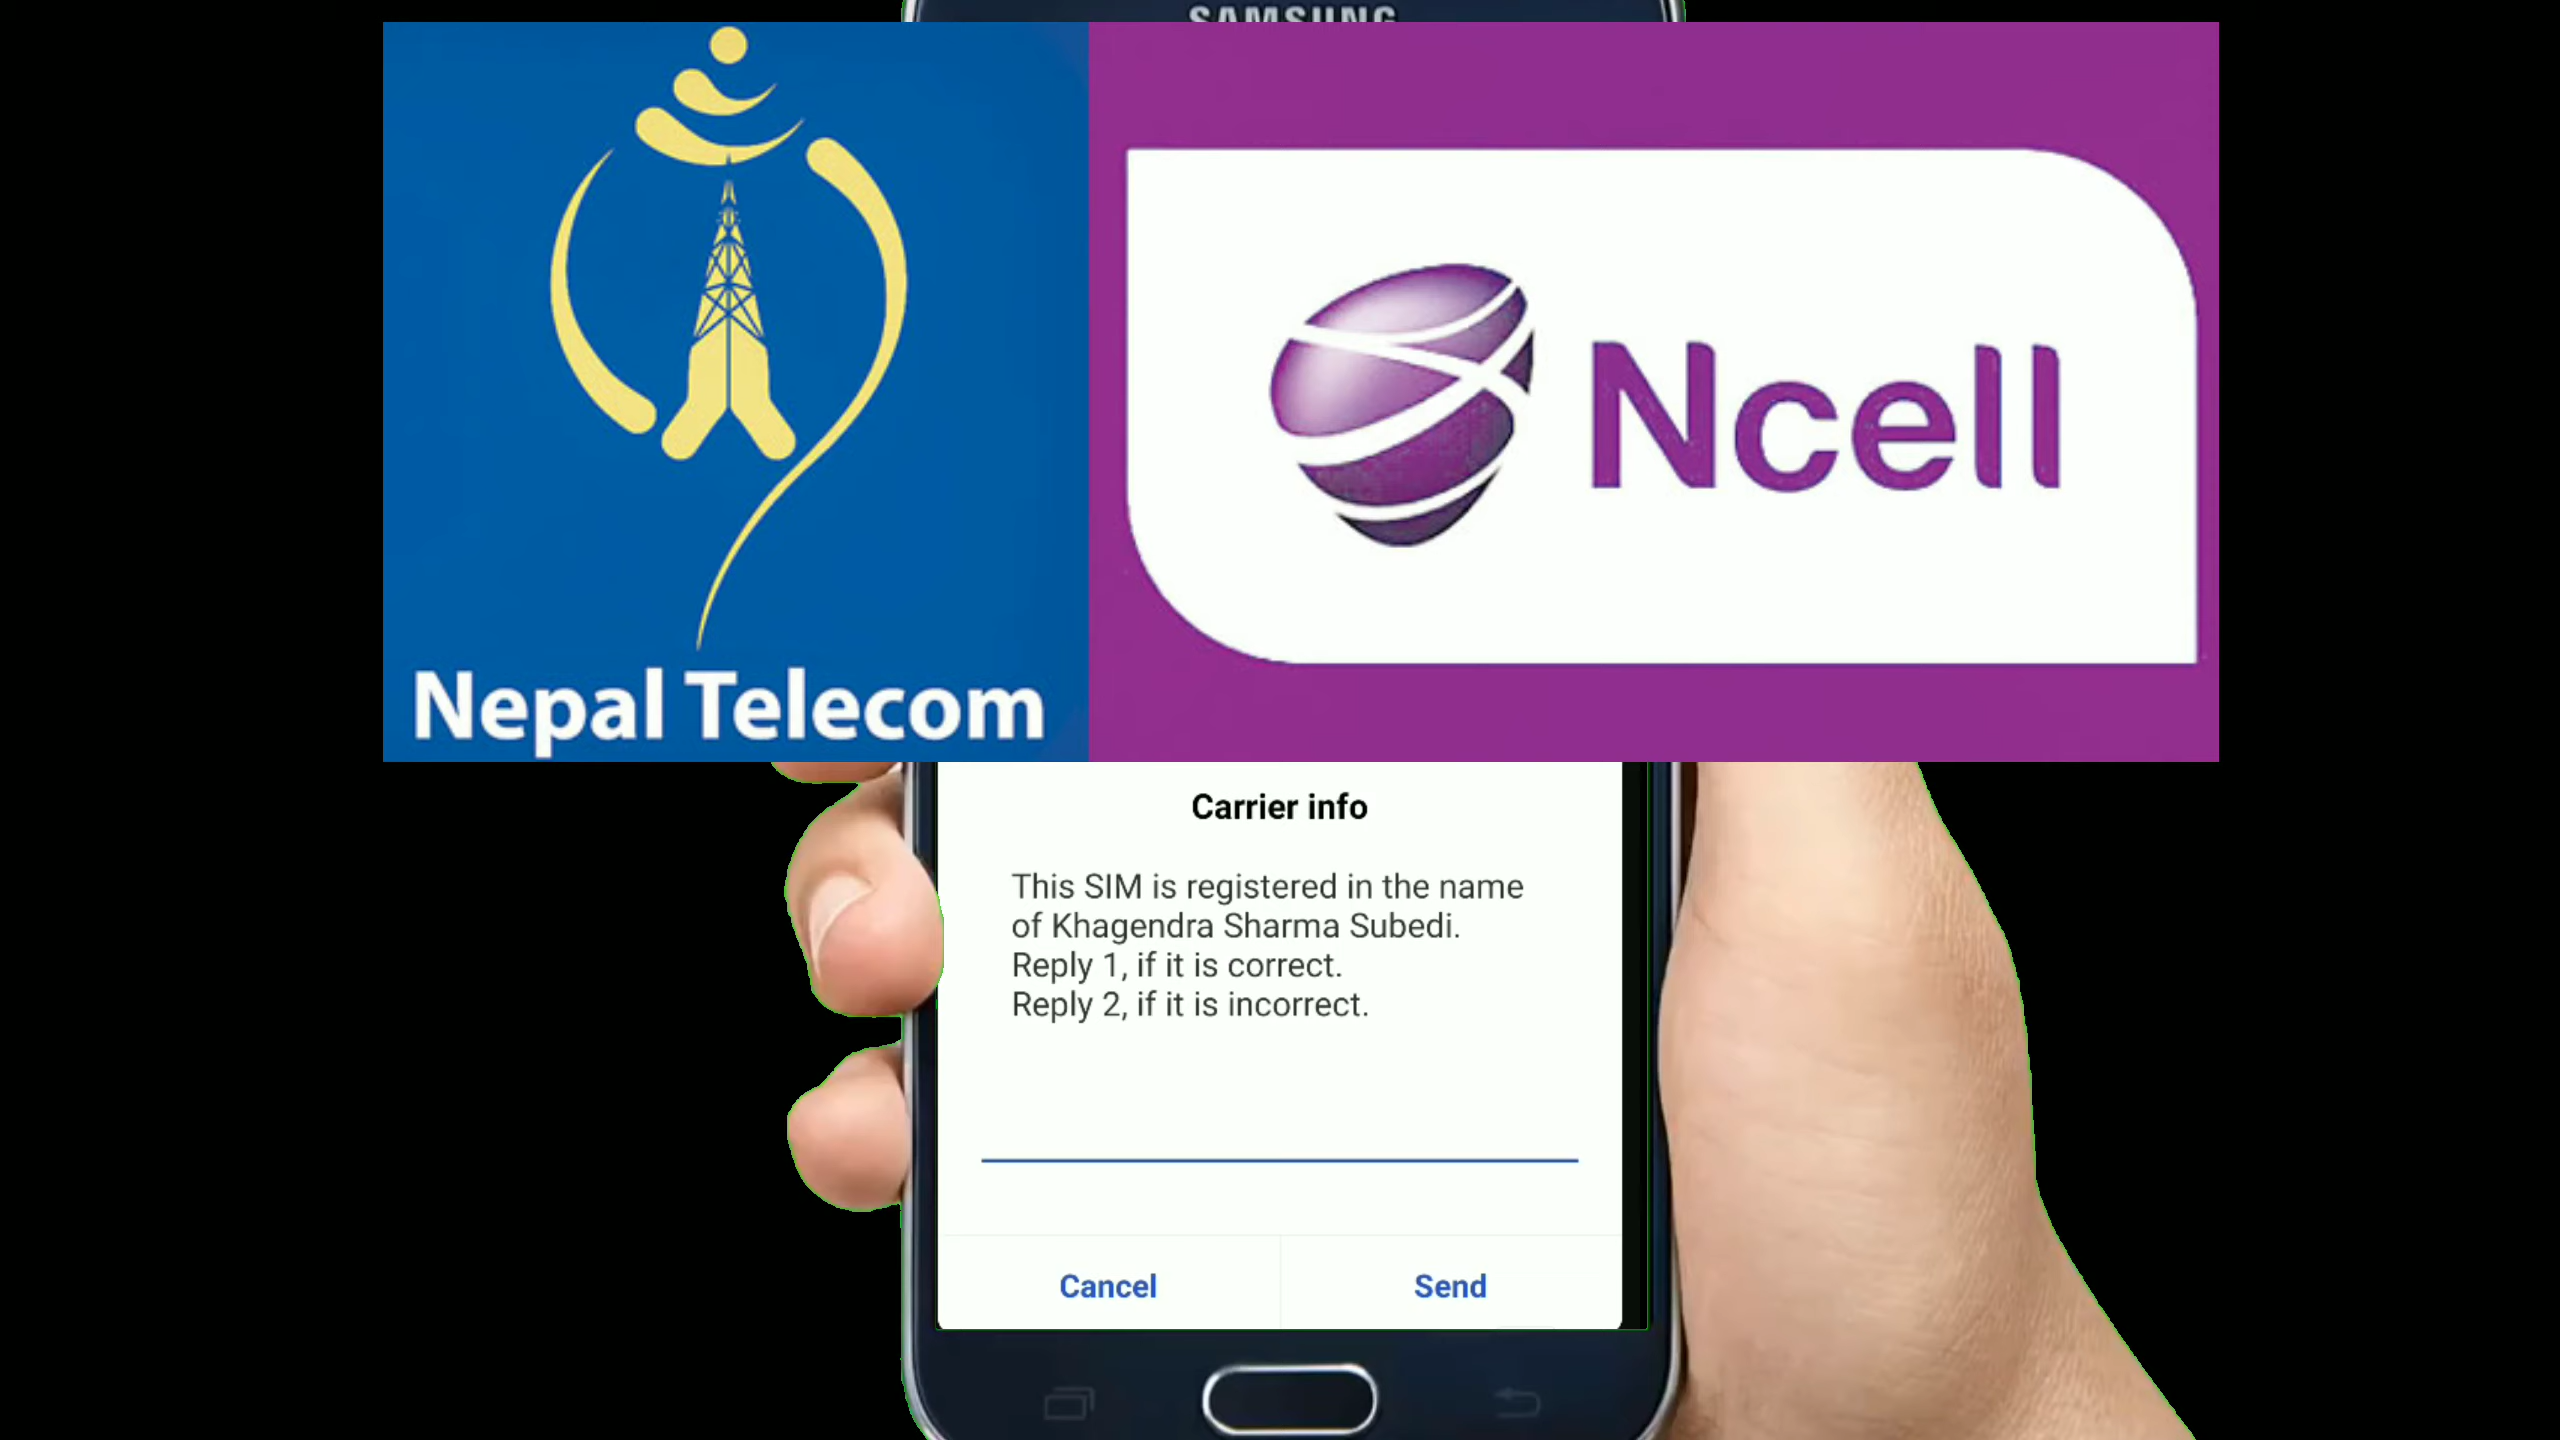 SAMSUNG
Nepal Telecom
Ncell
Carrier info
This SIM is registered in the name
of Khagendra Sharma Subedi.
Reply 1, if it is correct.
Reply 2, if it is incorrect.
Cancel
Send